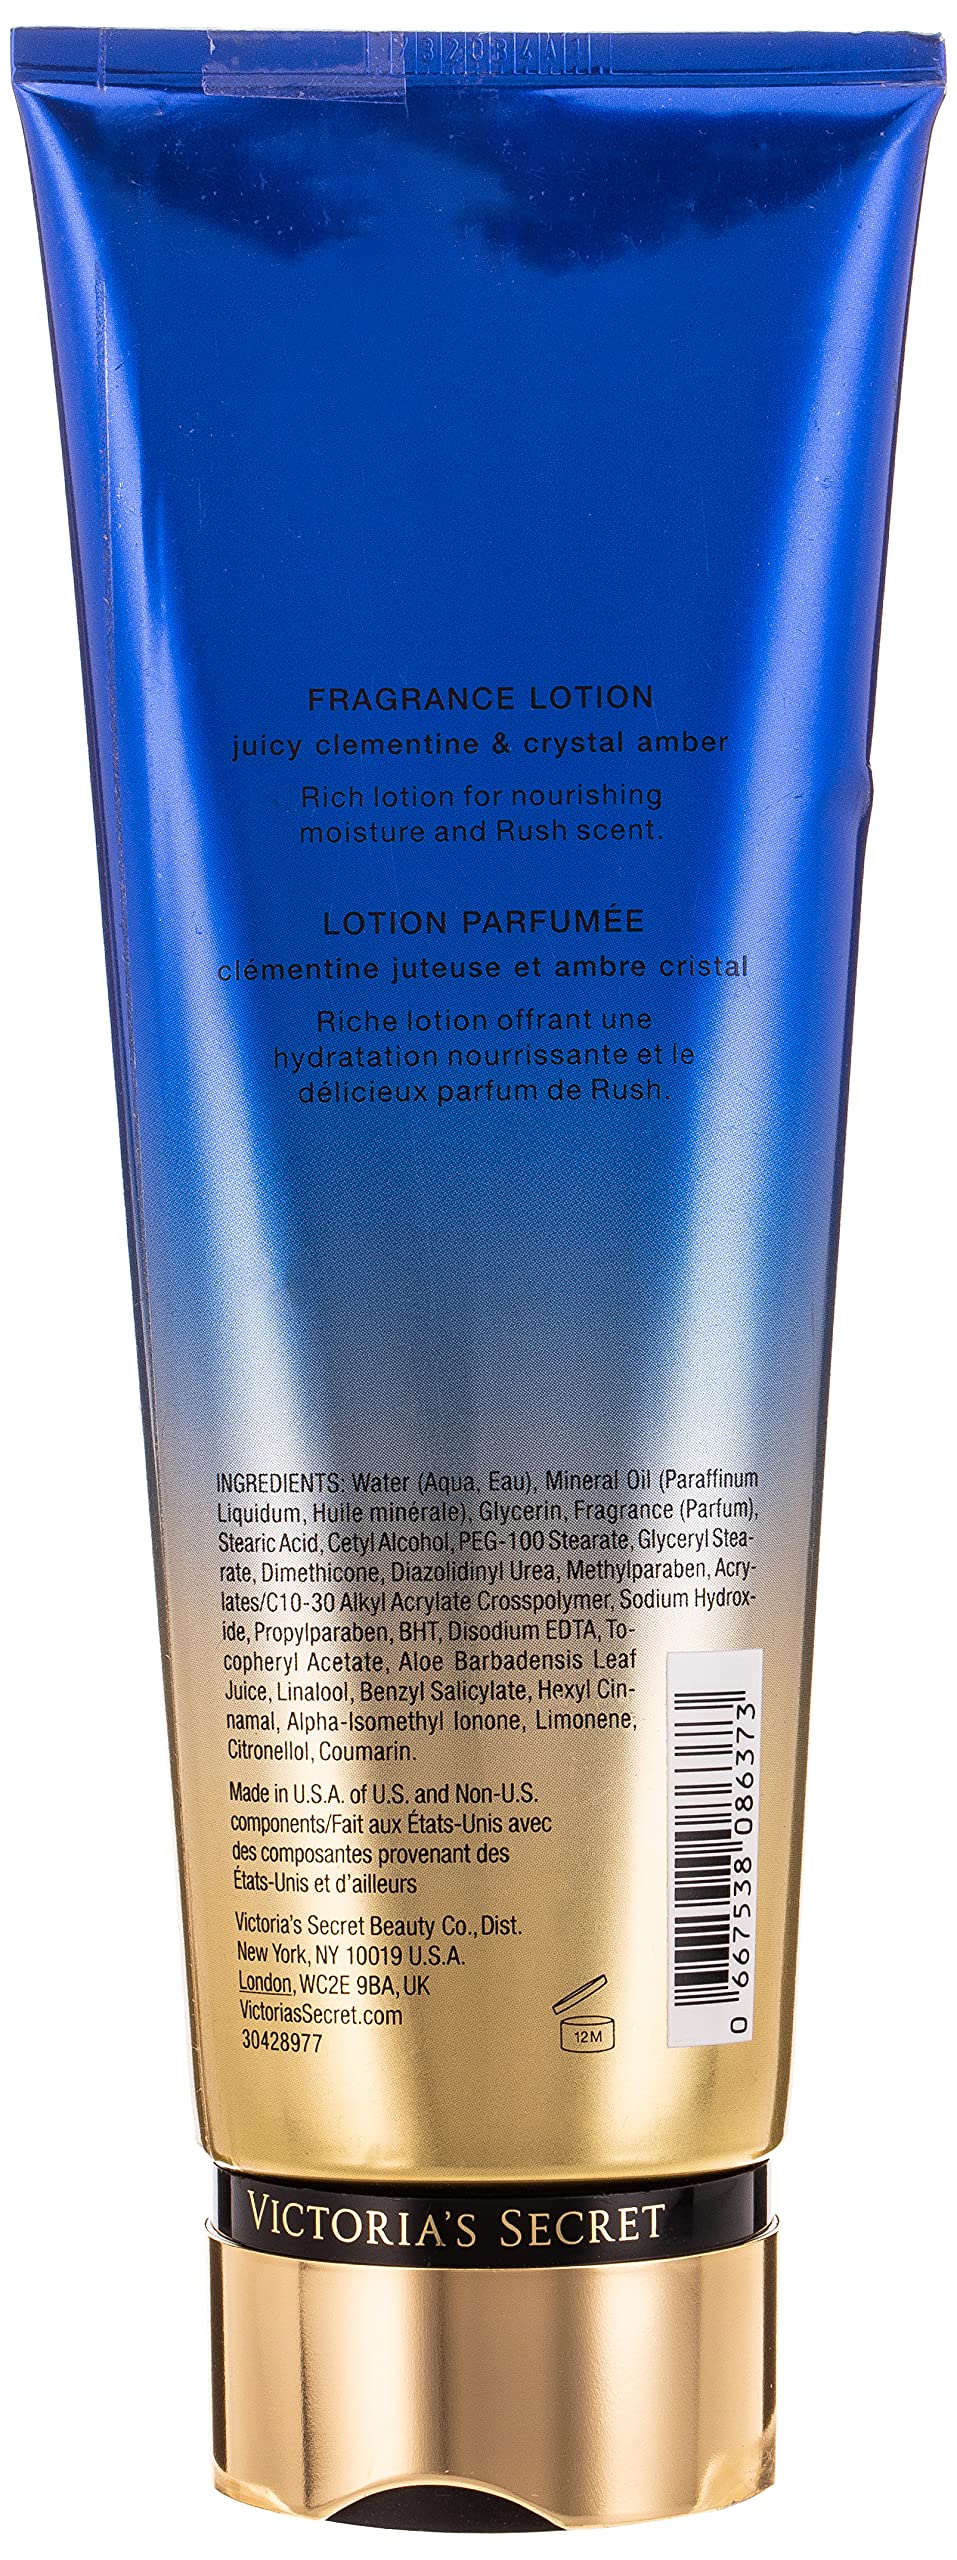 FRAGRANCE LOTION
juicy clementine & crystal amber
Rich lotion for nourishing
moisture and Rush scent.
LOTION PARFUMÉE
clémentine juteuse et ambre cristal
Riche lotion offrant une
hydratation nourrissante et le
délicieux parfum de Rush.
INGREDIENTS: Water (Aqua, Eau), Mineral Oil (Paraffinum
Liquidum, Huile minérale), Glycerin, Fragrance (Parfum),
Stearic Acid, Cetyl Alcohol, PEG-100 Stearate, Glyceryl Stea-
rate, Dimethicone, Diazolidinyl Urea, Methylparaben, Acry-
lates/C10-30 Alkyl Acrylate Crosspolymer, Sodium Hydrox-
ide, Propylparaben, BHT, Disodium EDTA, To-
copheryl Acetate, Aloe Barbadensis Leaf
Juice, Linalool, Benzyl Salicylate, Hexyl Cin-
namal, Alpha-Isomethyl Ionone, Limonene,
Citronellol, Coumarin.
Made in U.S.A. of U.S. and Non-U.S.
components/Fait aux États-Unis avec
des composantes provenant des
États-Unis et d'ailleurs
Victoria's Secret Beauty Co., Dist.
New York, NY 10019 U.S.A.
London, WC2E 9BA, UK
VictoriasSecret.com
30428977
12M
0 667538 086373
VICTORIA'S SECRET